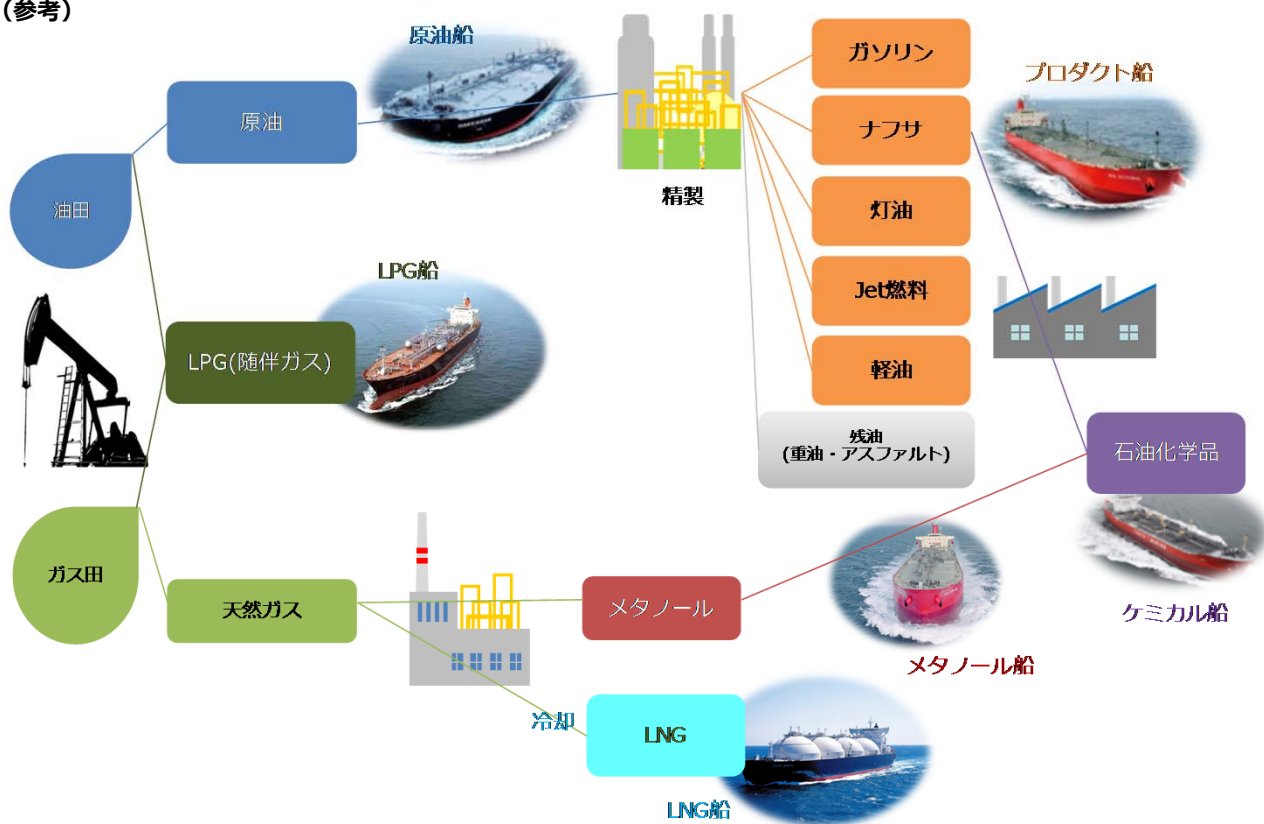 (参考)
原油船
原油
油田
精製
ガソリン
ナフサ
灯油
Jet燃料
軽油
残油
(重油・アスファルト)
プロダクト船
LPG船
LPG(随伴ガス)
石油化学品
ケミカル船
ガス田
天然ガス
メタノール
メタノール船
冷却
LNG
LNG船